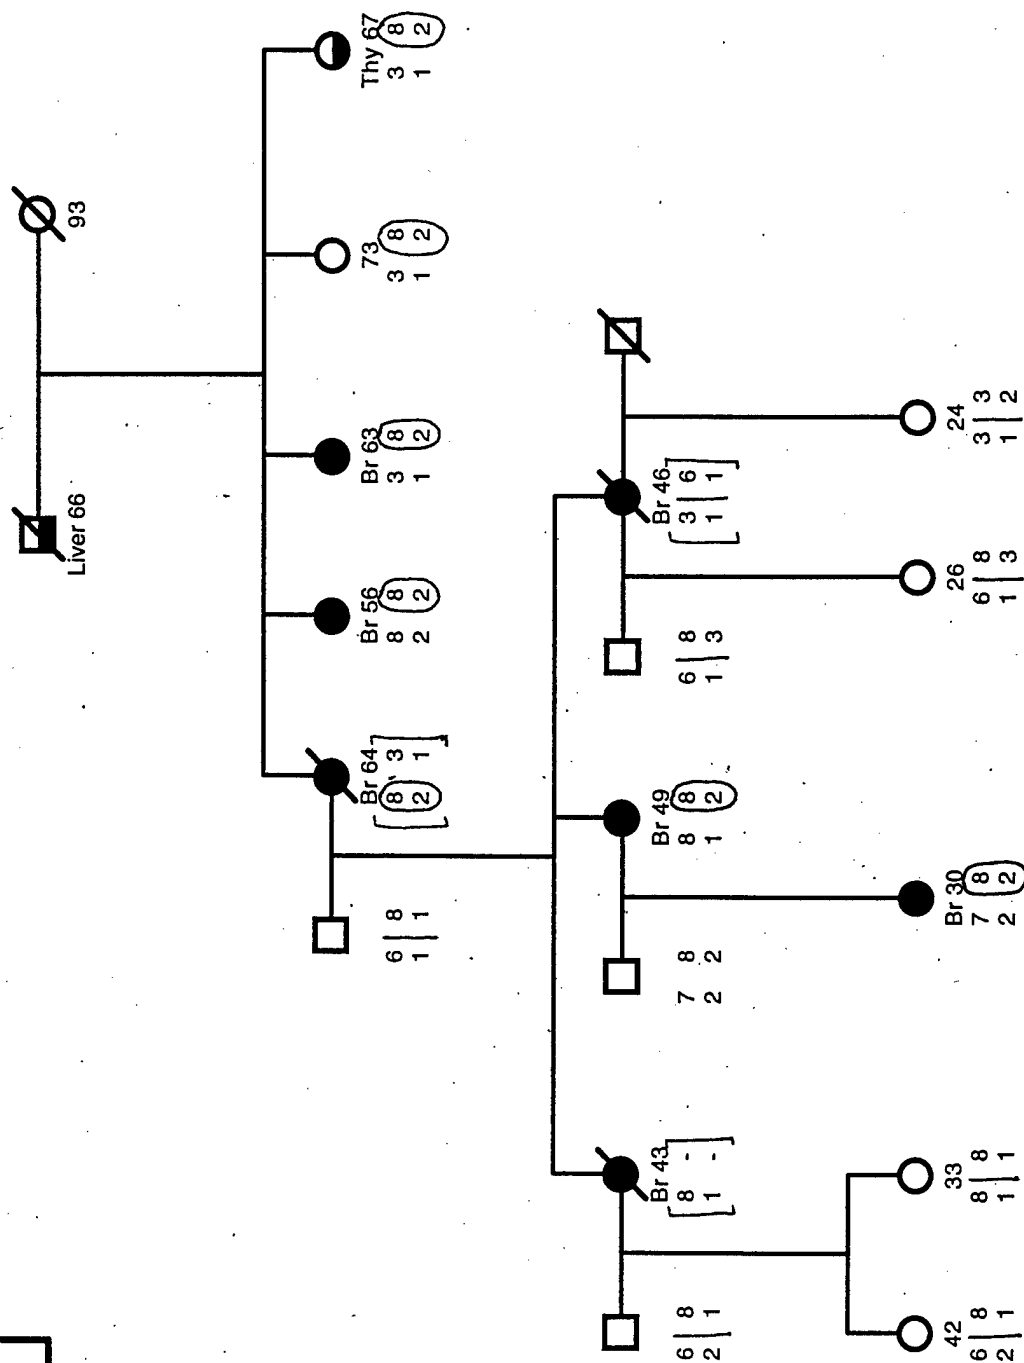 Liver 66
93
6 | 8
1 | 1
Br 64
[8 3]
[2 1]
Br 56
8 8
2 2
Br 63
3 8
1 2
73
3 8
1 2
Thy 67
3 8
1 2
6 | 8
2 | 1
Br 43
[8 -]
[1 -]
7 8
2 2
Br 49
8 8
1 2
6 | 8
1 | 3
Br 46
[3 | 6]
[1 | 1]
42
6 | 8
2 | 1
33
8 | 8
1 | 1
Br 30
7 8
2 2
26
6 | 8
1 | 3
24
3 | 3
1 | 2